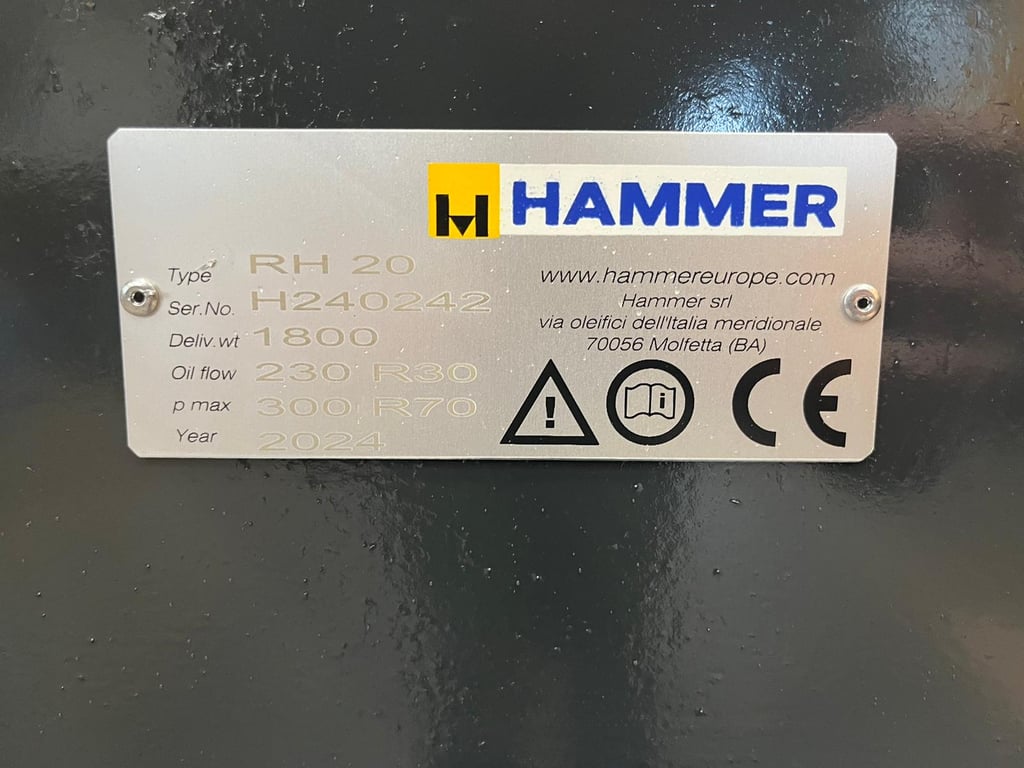 HAMMER
Type RH 20
Ser.No. H240242
Deliv.wt 1800
Oil flow 230 R30
p max 300 R70
Year 2024
www.hammereurope.com
Hammer srl
via oleifici dell'Italia meridionale
70056 Molfetta (BA)
CE